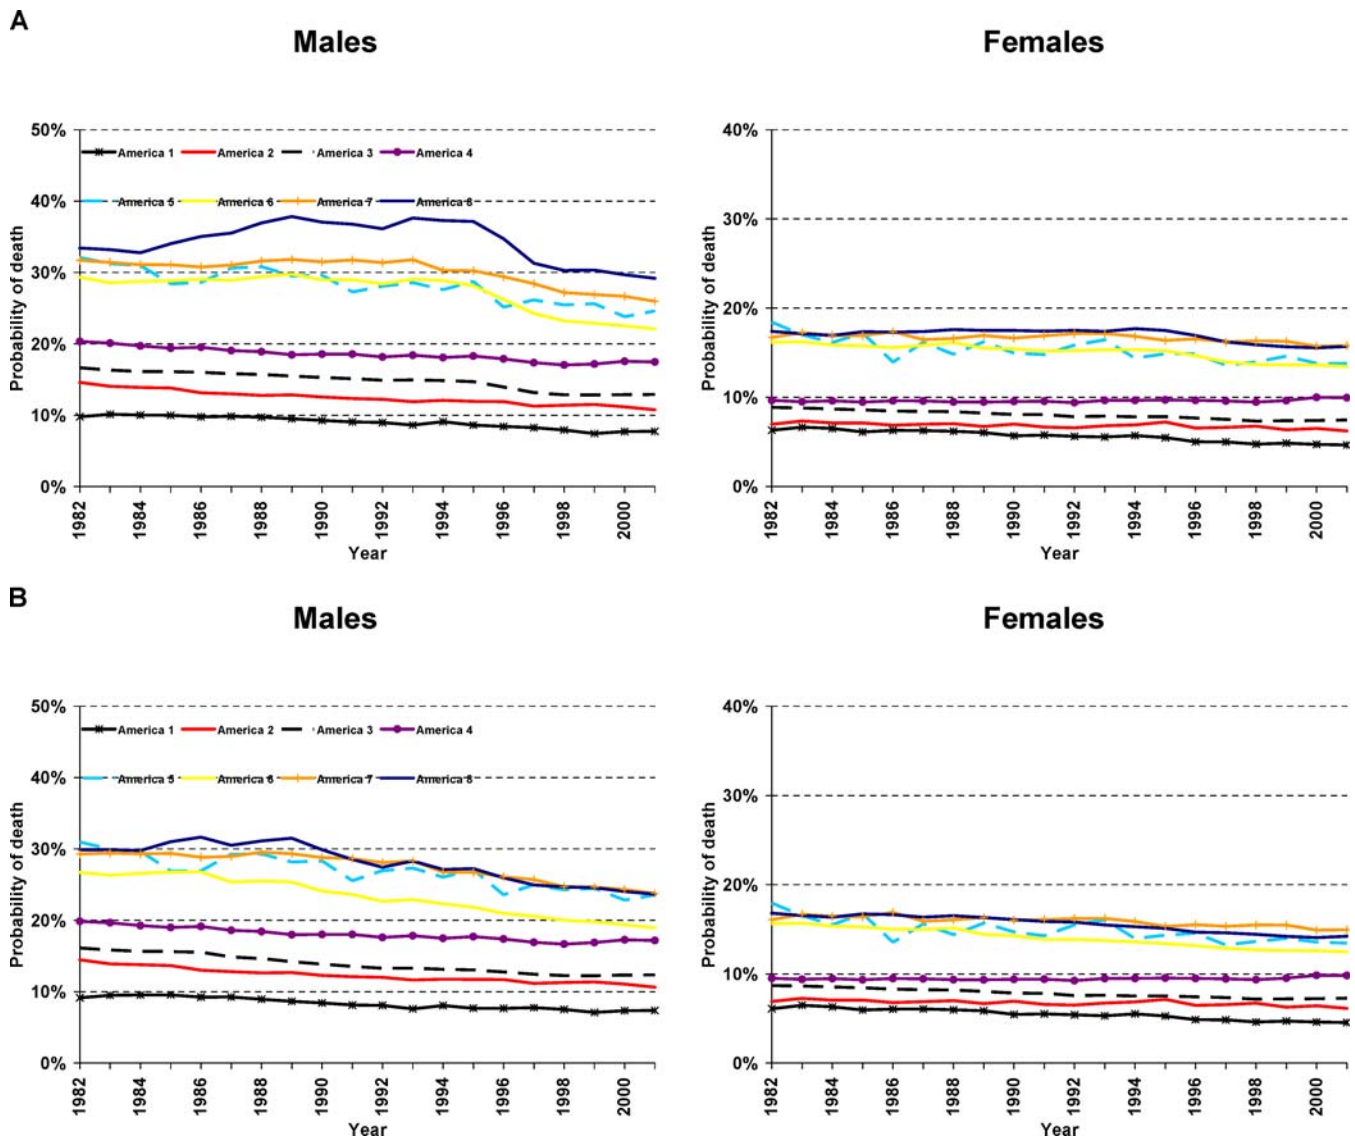 A
Males
Females
50%
America 1 America 2 America 3 America 4
40%
America 5 America 6 America 7 America 8
30%
20%
10%
0%
Probability of death
1982 1984 1986 1988 1990 1992 1994 1996 1998 2000
Year
40%
30%
20%
10%
0%
Probability of death
1982 1984 1986 1988 1990 1992 1994 1996 1998 2000
Year
B
Males
Females
50%
America 1 America 2 America 3 America 4
40%
America 5 America 6 America 7 America 8
30%
20%
10%
0%
Probability of death
1982 1984 1986 1988 1990 1992 1994 1996 1998 2000
Year
40%
30%
20%
10%
0%
Probability of death
1982 1984 1986 1988 1990 1992 1994 1996 1998 2000
Year